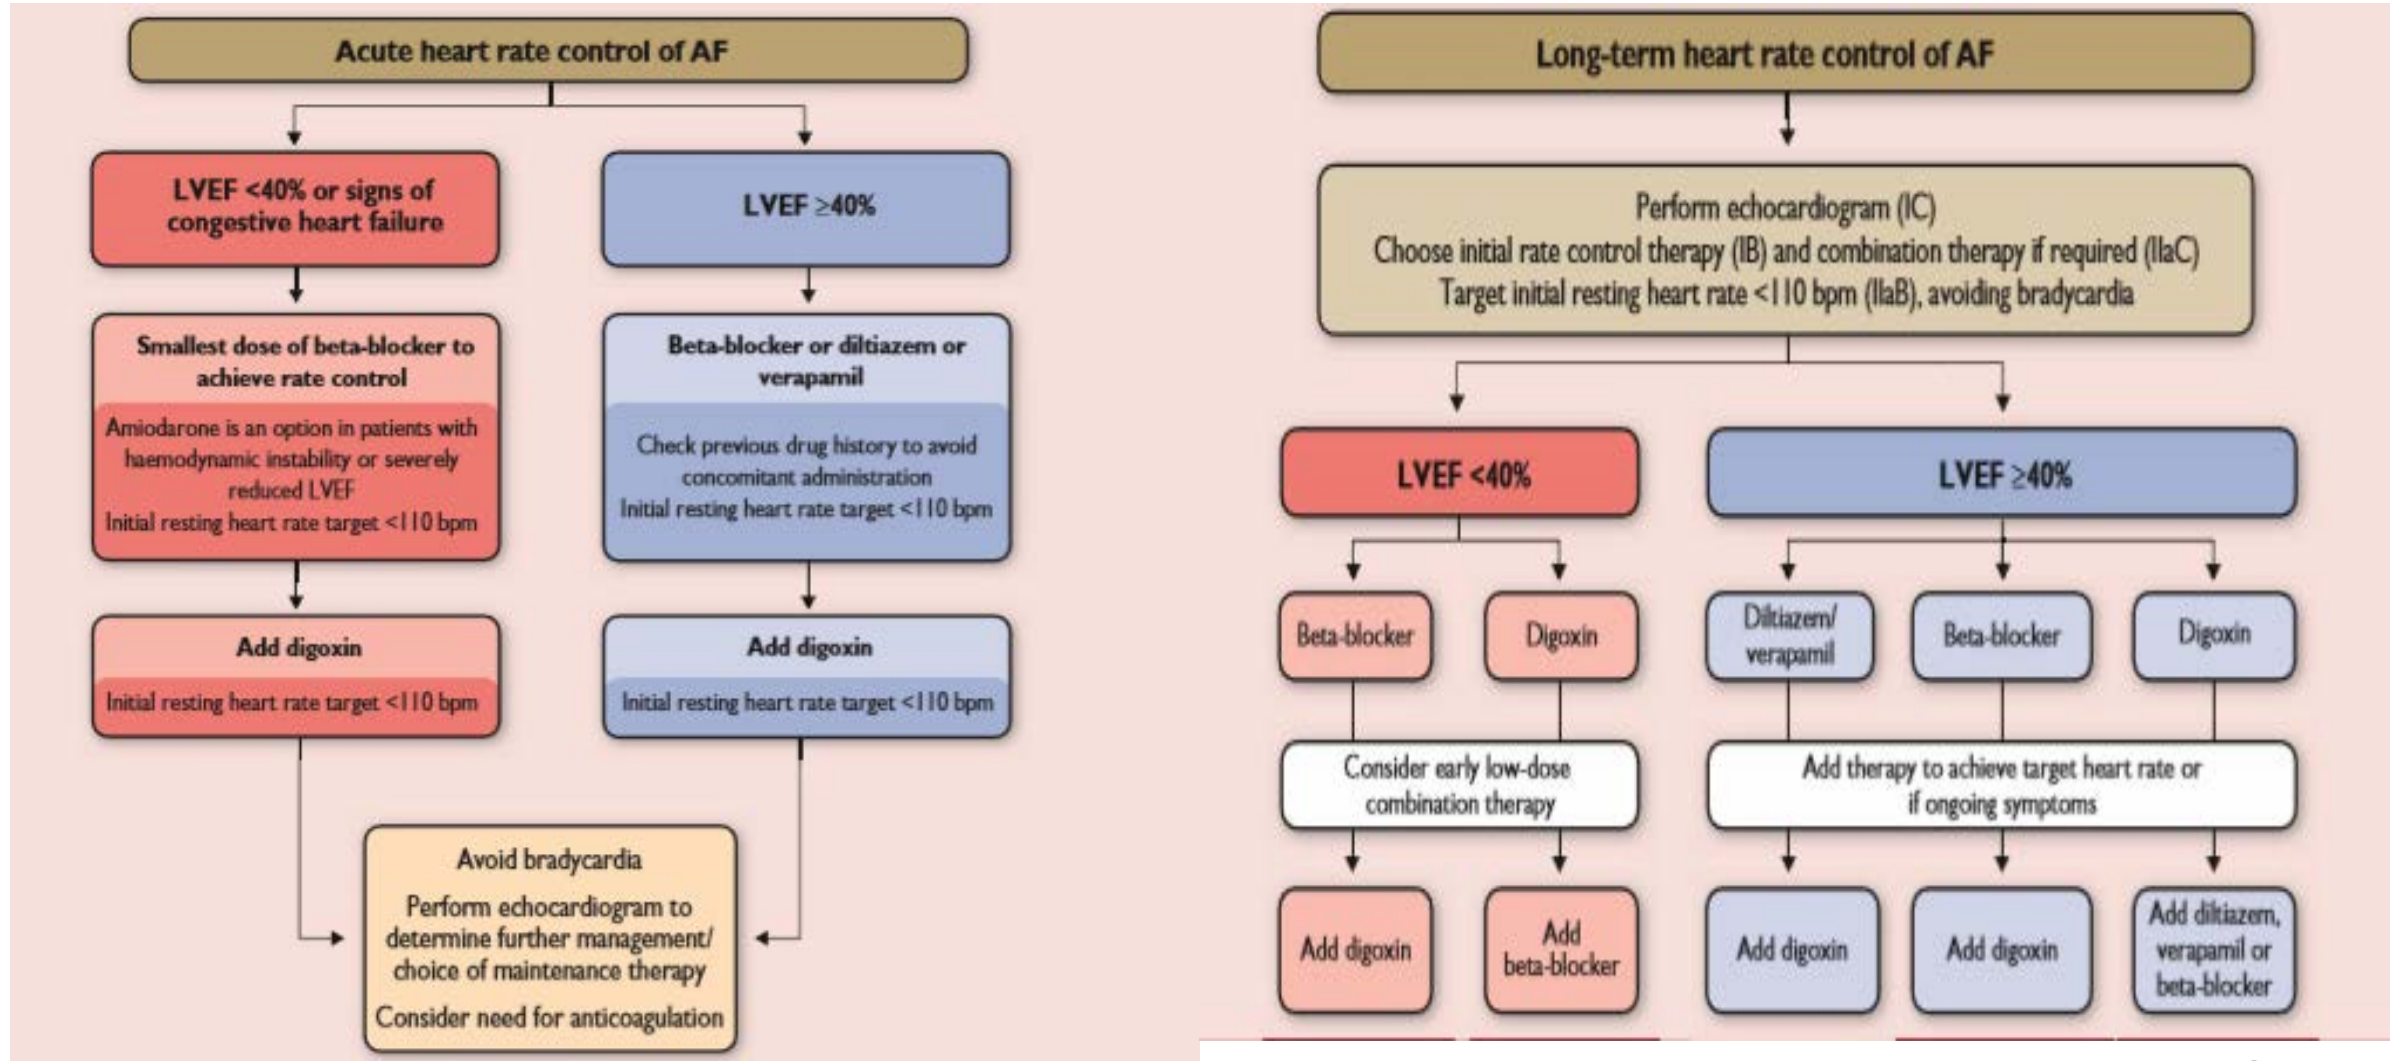 Acute heart rate control of AF
LVEF <40% or signs of
congestive heart failure
LVEF ≥40%
Smallest dose of beta-blocker to
achieve rate control
Amiodarone is an option in patients with
haemodynamic instability or severely
reduced LVEF
Initial resting heart rate target <110 bpm
Beta-blocker or diltiazem or
verapamil
Check previous drug history to avoid
concomitant administration
Initial resting heart rate target <110 bpm
Add digoxin
Initial resting heart rate target <110 bpm
Add digoxin
Initial resting heart rate target <110 bpm
Avoid bradycardia
Perform echocardiogram to
determine further management/
choice of maintenance therapy
Consider need for anticoagulation
Long-term heart rate control of AF
Perform echocardiogram (IC)
Choose initial rate control therapy (IB) and combination therapy if required (IIaC)
Target initial resting heart rate <110 bpm (IIaB), avoiding bradycardia
LVEF <40%
LVEF ≥40%
Beta-blocker
Digoxin
Diltiazem/
verapamil
Beta-blocker
Digoxin
Consider early low-dose
combination therapy
Add therapy to achieve target heart rate or
if ongoing symptoms
Add digoxin
Add
beta-blocker
Add digoxin
Add digoxin
Add diltiazem,
verapamil or
beta-blocker